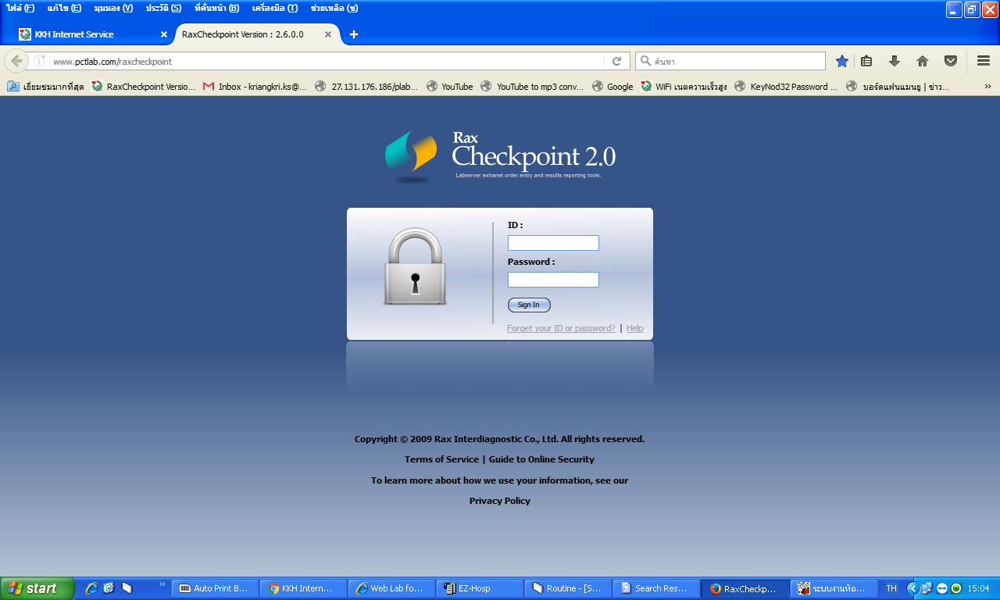 ไฟล์ (F) แก้ไข (E) มุมมอง (V) ประวัติ (S) ที่คั่นหน้า (B) เครื่องมือ (T) ช่วยเหลือ (ช)
KKH Internet Service RaxCheckpoint Version : 2.6.0.0
www.pctlab.com/raxcheckpoint ค้นหา
เยี่ยมชมมากที่สุด RaxCheckpoint Versio... Inbox - kriangkri.ks@... 27.131.176.186/plab... YouTube YouTube to mp3 conv... Google WiFi เนตความเร็วสูง KeyNod32 Password ... บอร์ดแฟนแมนยู | ข่าว...
Rax
Checkpoint 2.0
Labserver extranet order entry and results reporting tools.
ID :
Password :
Sign In
Forget your ID or password? | Help
Copyright © 2009 Rax Interdiagnostic Co., Ltd. All rights reserved.
Terms of Service | Guide to Online Security
To learn more about how we use your information, see our
Privacy Policy
start Auto Print B... KKH Intern... Web Lab fo... EZ-Hosp Routine - [S... Search Res... RaxCheckp... ระบบงานห้อ... TH 15:04